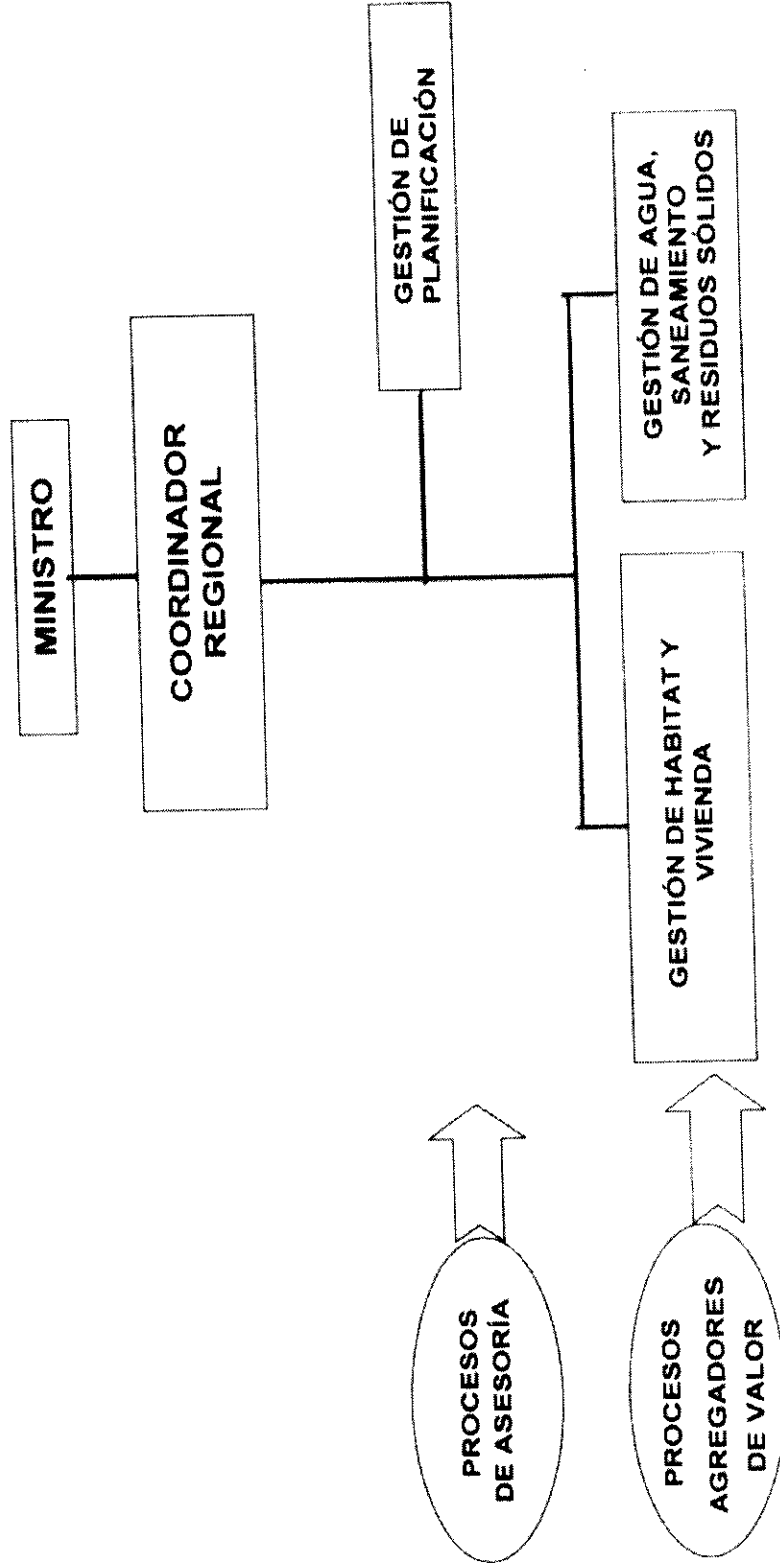 MINISTRO
COORDINADOR
REGIONAL
GESTIÓN DE
PLANIFICACIÓN
PROCESOS
DE ASESORÍA
PROCESOS
AGREGADORES
DE VALOR
GESTIÓN DE HABITAT Y
VIVIENDA
GESTIÓN DE AGUA,
SANEAMIENTO
Y RESIDUOS SÓLIDOS